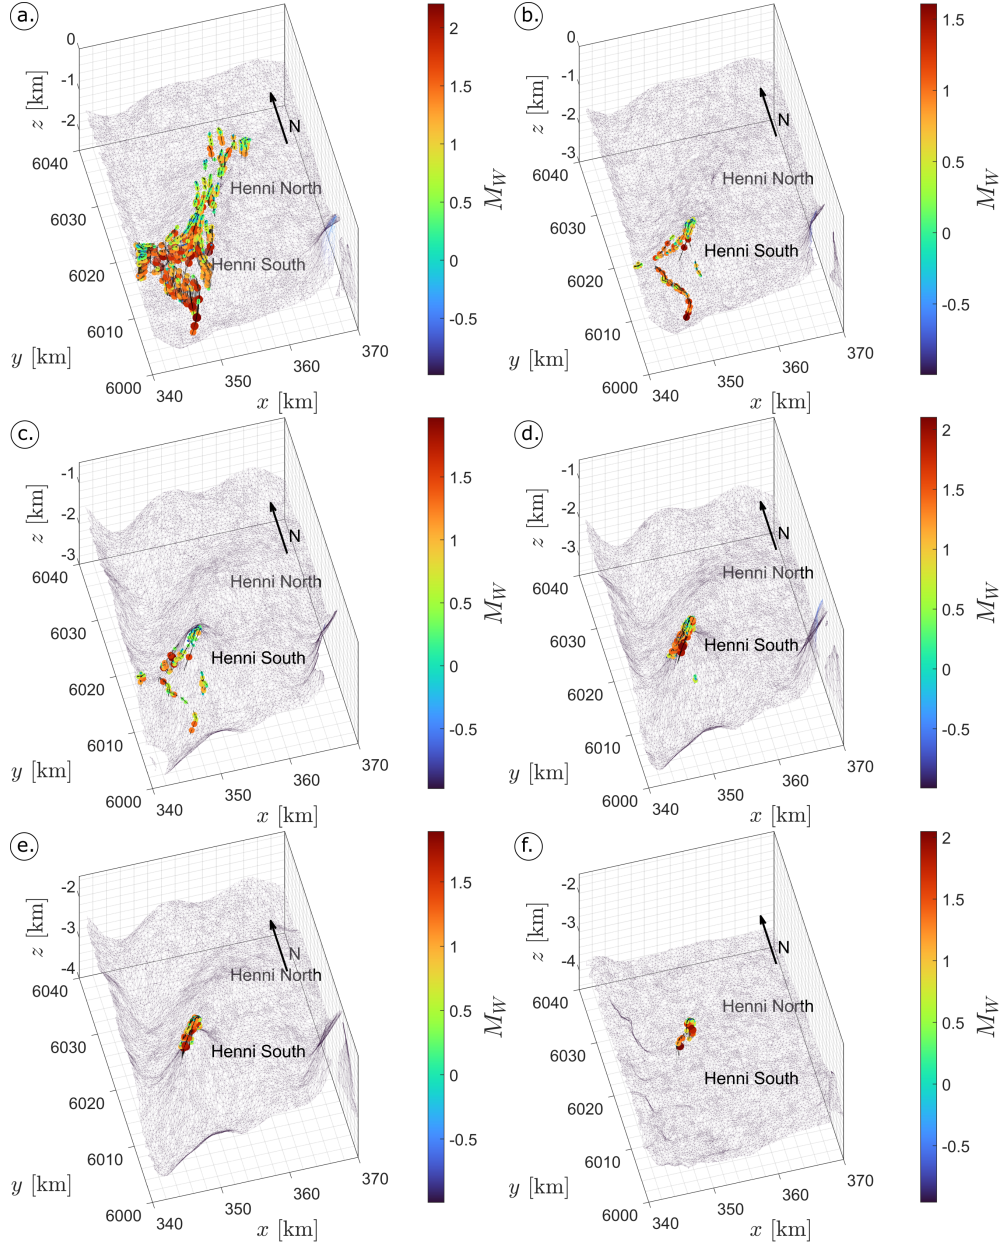 a.
0
-1
-2
z [km]
6040
6030
6020
6010
6000
y [km]
340
350
360
370
x [km]
N
Henni North
Henni South
2
1.5
1
0.5
0
-0.5
M_W
b.
0
-1
-2
-3
z [km]
6040
6030
6020
6010
6000
y [km]
340
350
360
370
x [km]
N
Henni North
Henni South
1.5
1
0.5
0
-0.5
M_W
c.
-1
-2
-3
z [km]
6040
6030
6020
6010
6000
y [km]
340
350
360
370
x [km]
N
Henni North
Henni South
1.5
1
0.5
0
-0.5
M_W
d.
-1
-2
-3
z [km]
6040
6030
6020
6010
6000
y [km]
340
350
360
370
x [km]
N
Henni North
Henni South
2
1.5
1
0.5
0
-0.5
M_W
e.
-2
-3
-4
z [km]
6040
6030
6020
6010
6000
y [km]
340
350
360
370
x [km]
N
Henni North
Henni South
1.5
1
0.5
0
-0.5
M_W
f.
-2
-3
-4
z [km]
6040
6030
6020
6010
6000
y [km]
340
350
360
370
x [km]
N
Henni North
Henni South
2
1.5
1
0.5
0
-0.5
M_W